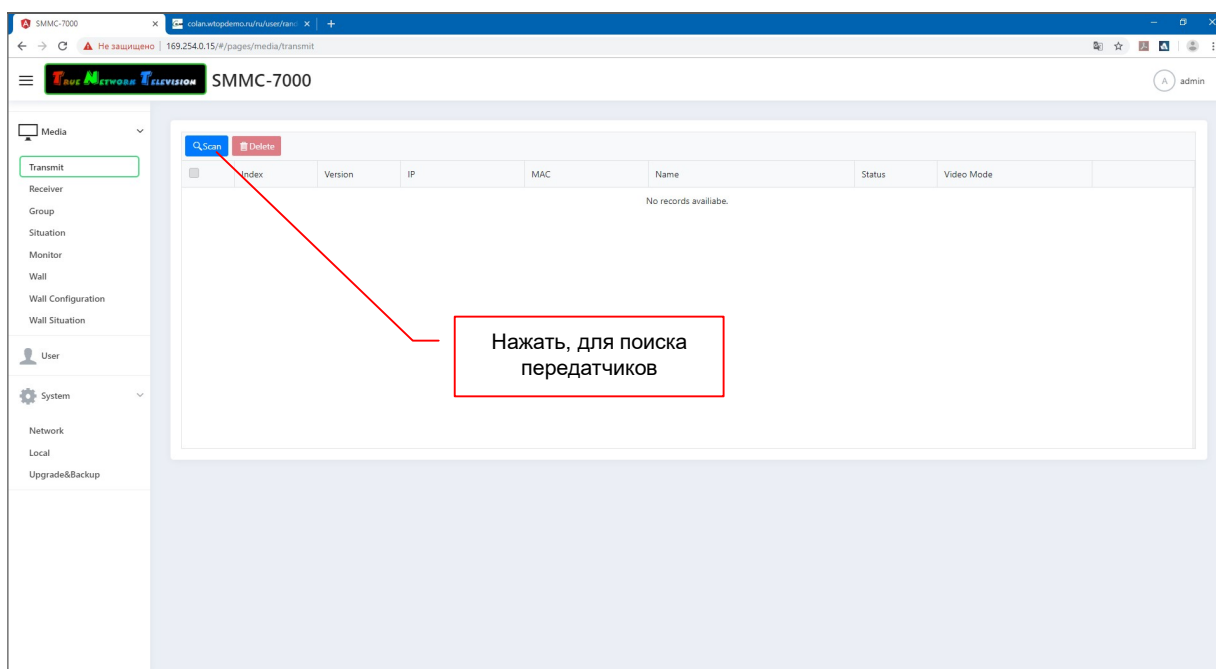 SMMC-7000
colan.wtopdemo.ru/ru/user/rand
Не защищено | 169.254.0.15/#/pages/media/transmit
True Network Television SMMC-7000
A admin
Media
Transmit
Receiver
Group
Situation
Monitor
Wall
Wall Configuration
Wall Situation
User
System
Network
Local
Upgrade&Backup
Scan Delete
Index Version IP MAC Name Status Video Mode
No records availiabe.
Нажать, для поиска
передатчиков